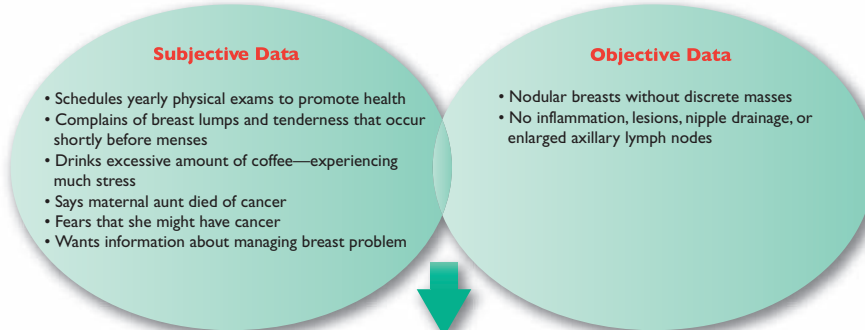 Subjective Data
• Schedules yearly physical exams to promote health
• Complains of breast lumps and tenderness that occur
shortly before menses
• Drinks excessive amount of coffee—experiencing
much stress
• Says maternal aunt died of cancer
• Fears that she might have cancer
• Wants information about managing breast problem
Objective Data
• Nodular breasts without discrete masses
• No inflammation, lesions, nipple drainage, or
enlarged axillary lymph nodes